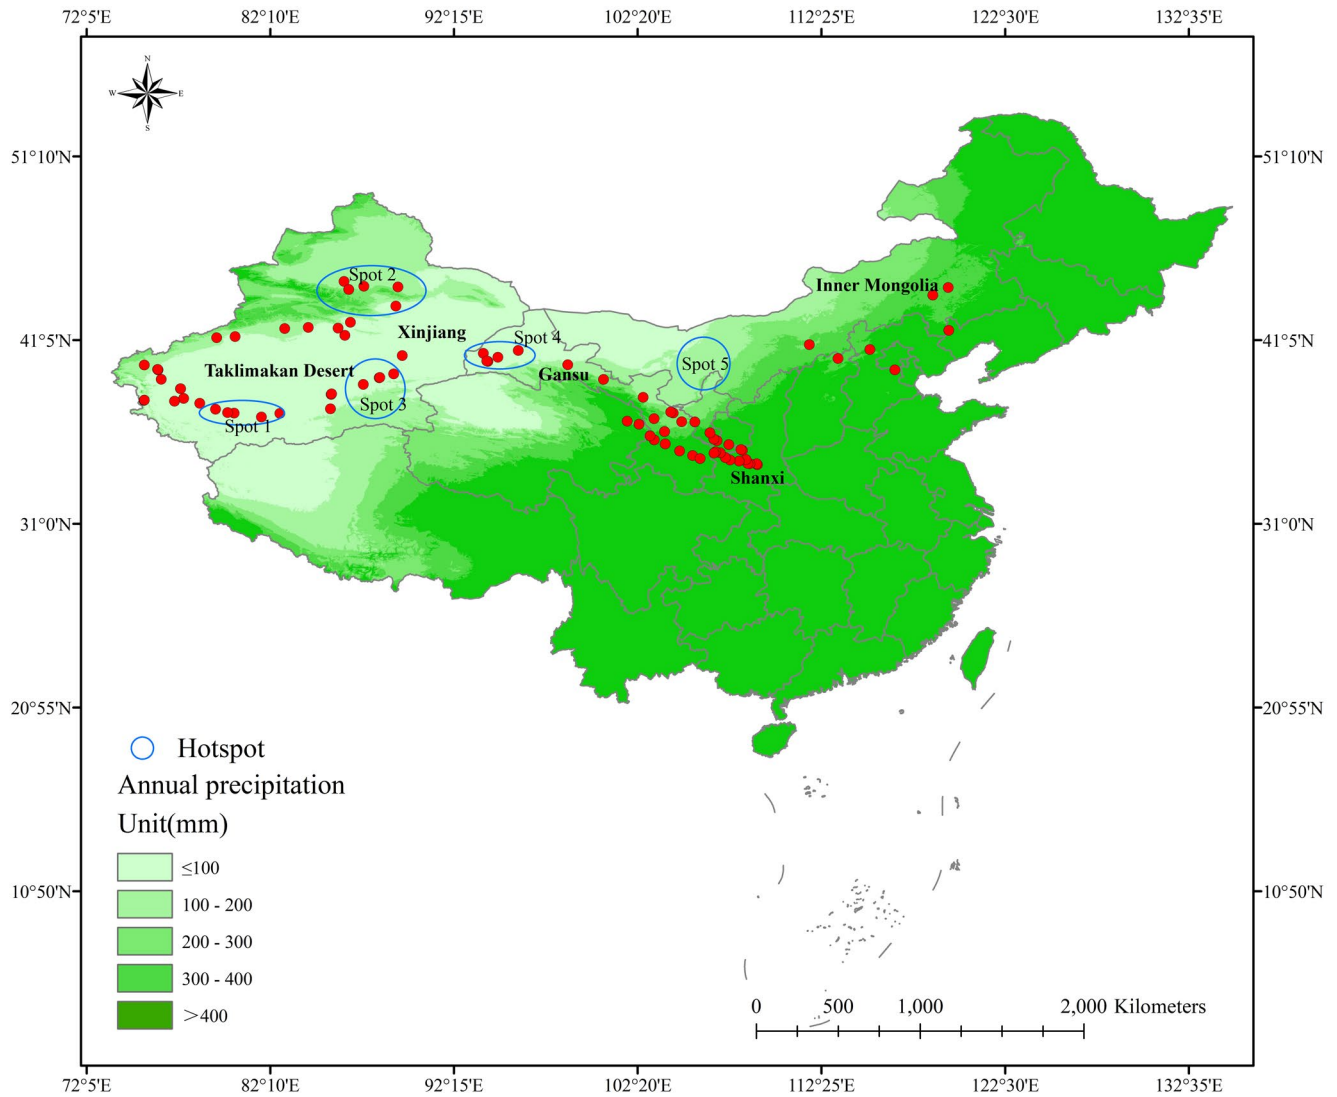 72°5'E 82°10'E 92°15'E 102°20'E 112°25'E 122°30'E 132°35'E
N
W E
S
51°10'N 51°10'N
Spot 2
Inner Mongolia
Xinjiang
41°5'N 41°5'N
Spot 4
Spot 5
Taklimakan Desert
Gansu
Spot 3
Spot 1
Shanxi
31°0'N 31°0'N
20°55'N 20°55'N
Hotspot
Annual precipitation
Unit(mm)
≤100
10°50'N 10°50'N
100 - 200
200 - 300
300 - 400
>400
0 500 1,000 2,000 Kilometers
72°5'E 82°10'E 92°15'E 102°20'E 112°25'E 122°30'E 132°35'E